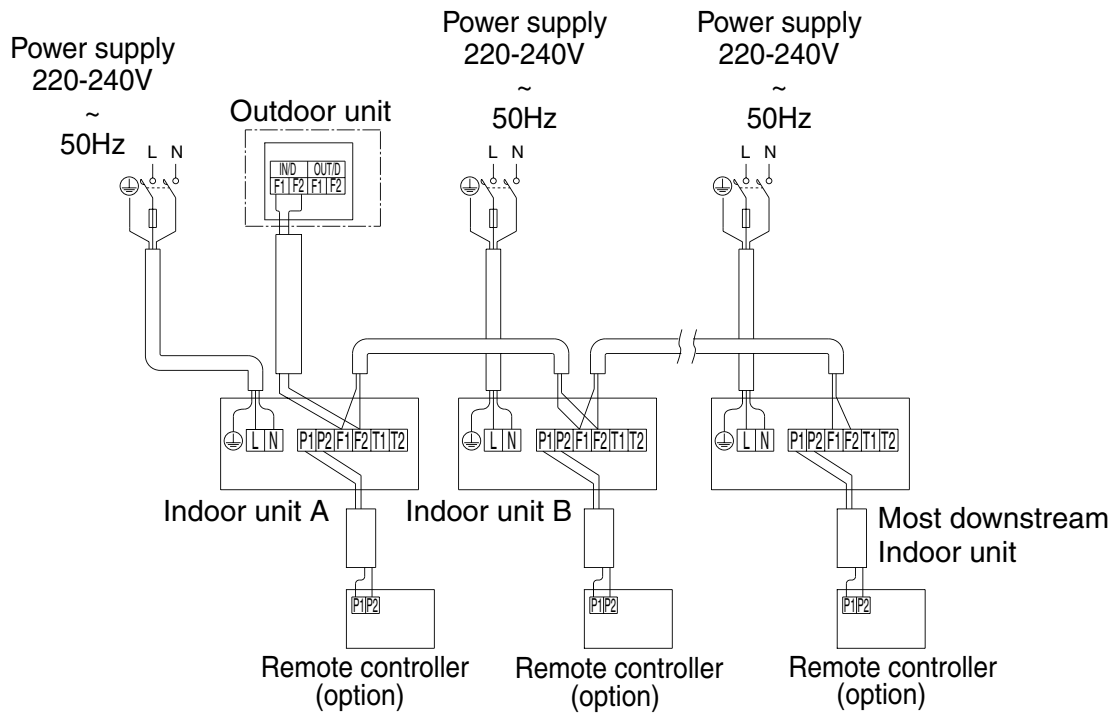 Power supply
220-240V
~
50Hz
L N
Outdoor unit
IN/D OUT/D
F1 F2 F1 F2
Power supply
220-240V
~
50Hz
L N
Power supply
220-240V
~
50Hz
L N
L N P1 P2 F1 F2 T1 T2
Indoor unit A
L N P1 P2 F1 F2 T1 T2
Indoor unit B
L N P1 P2 F1 F2 T1 T2
Most downstream
Indoor unit
P1 P2
Remote controller
(option)
P1 P2
Remote controller
(option)
P1 P2
Remote controller
(option)